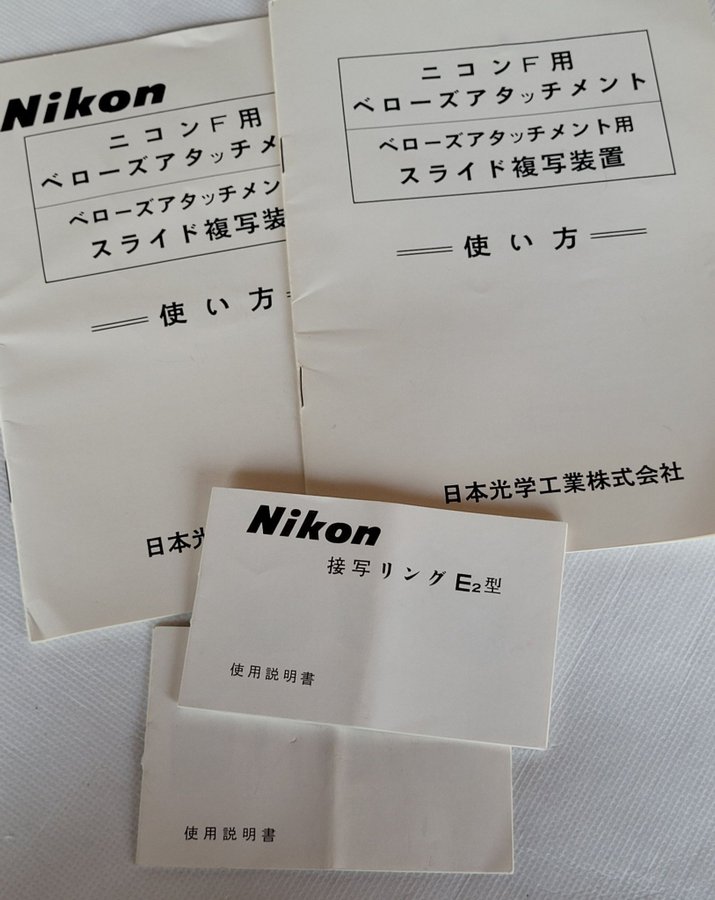 Nikon
ニコンF用
ベローズアタッチメ
ベローズアタッチメン
スライド複写装
使い方
日本光
ニコンF用
ベローズアタッチメント
ベローズアタッチメント用
スライド複写装置
使い方
日本光学工業株式会社
Nikon
接写リングE2型
使用説明書
使用説明書